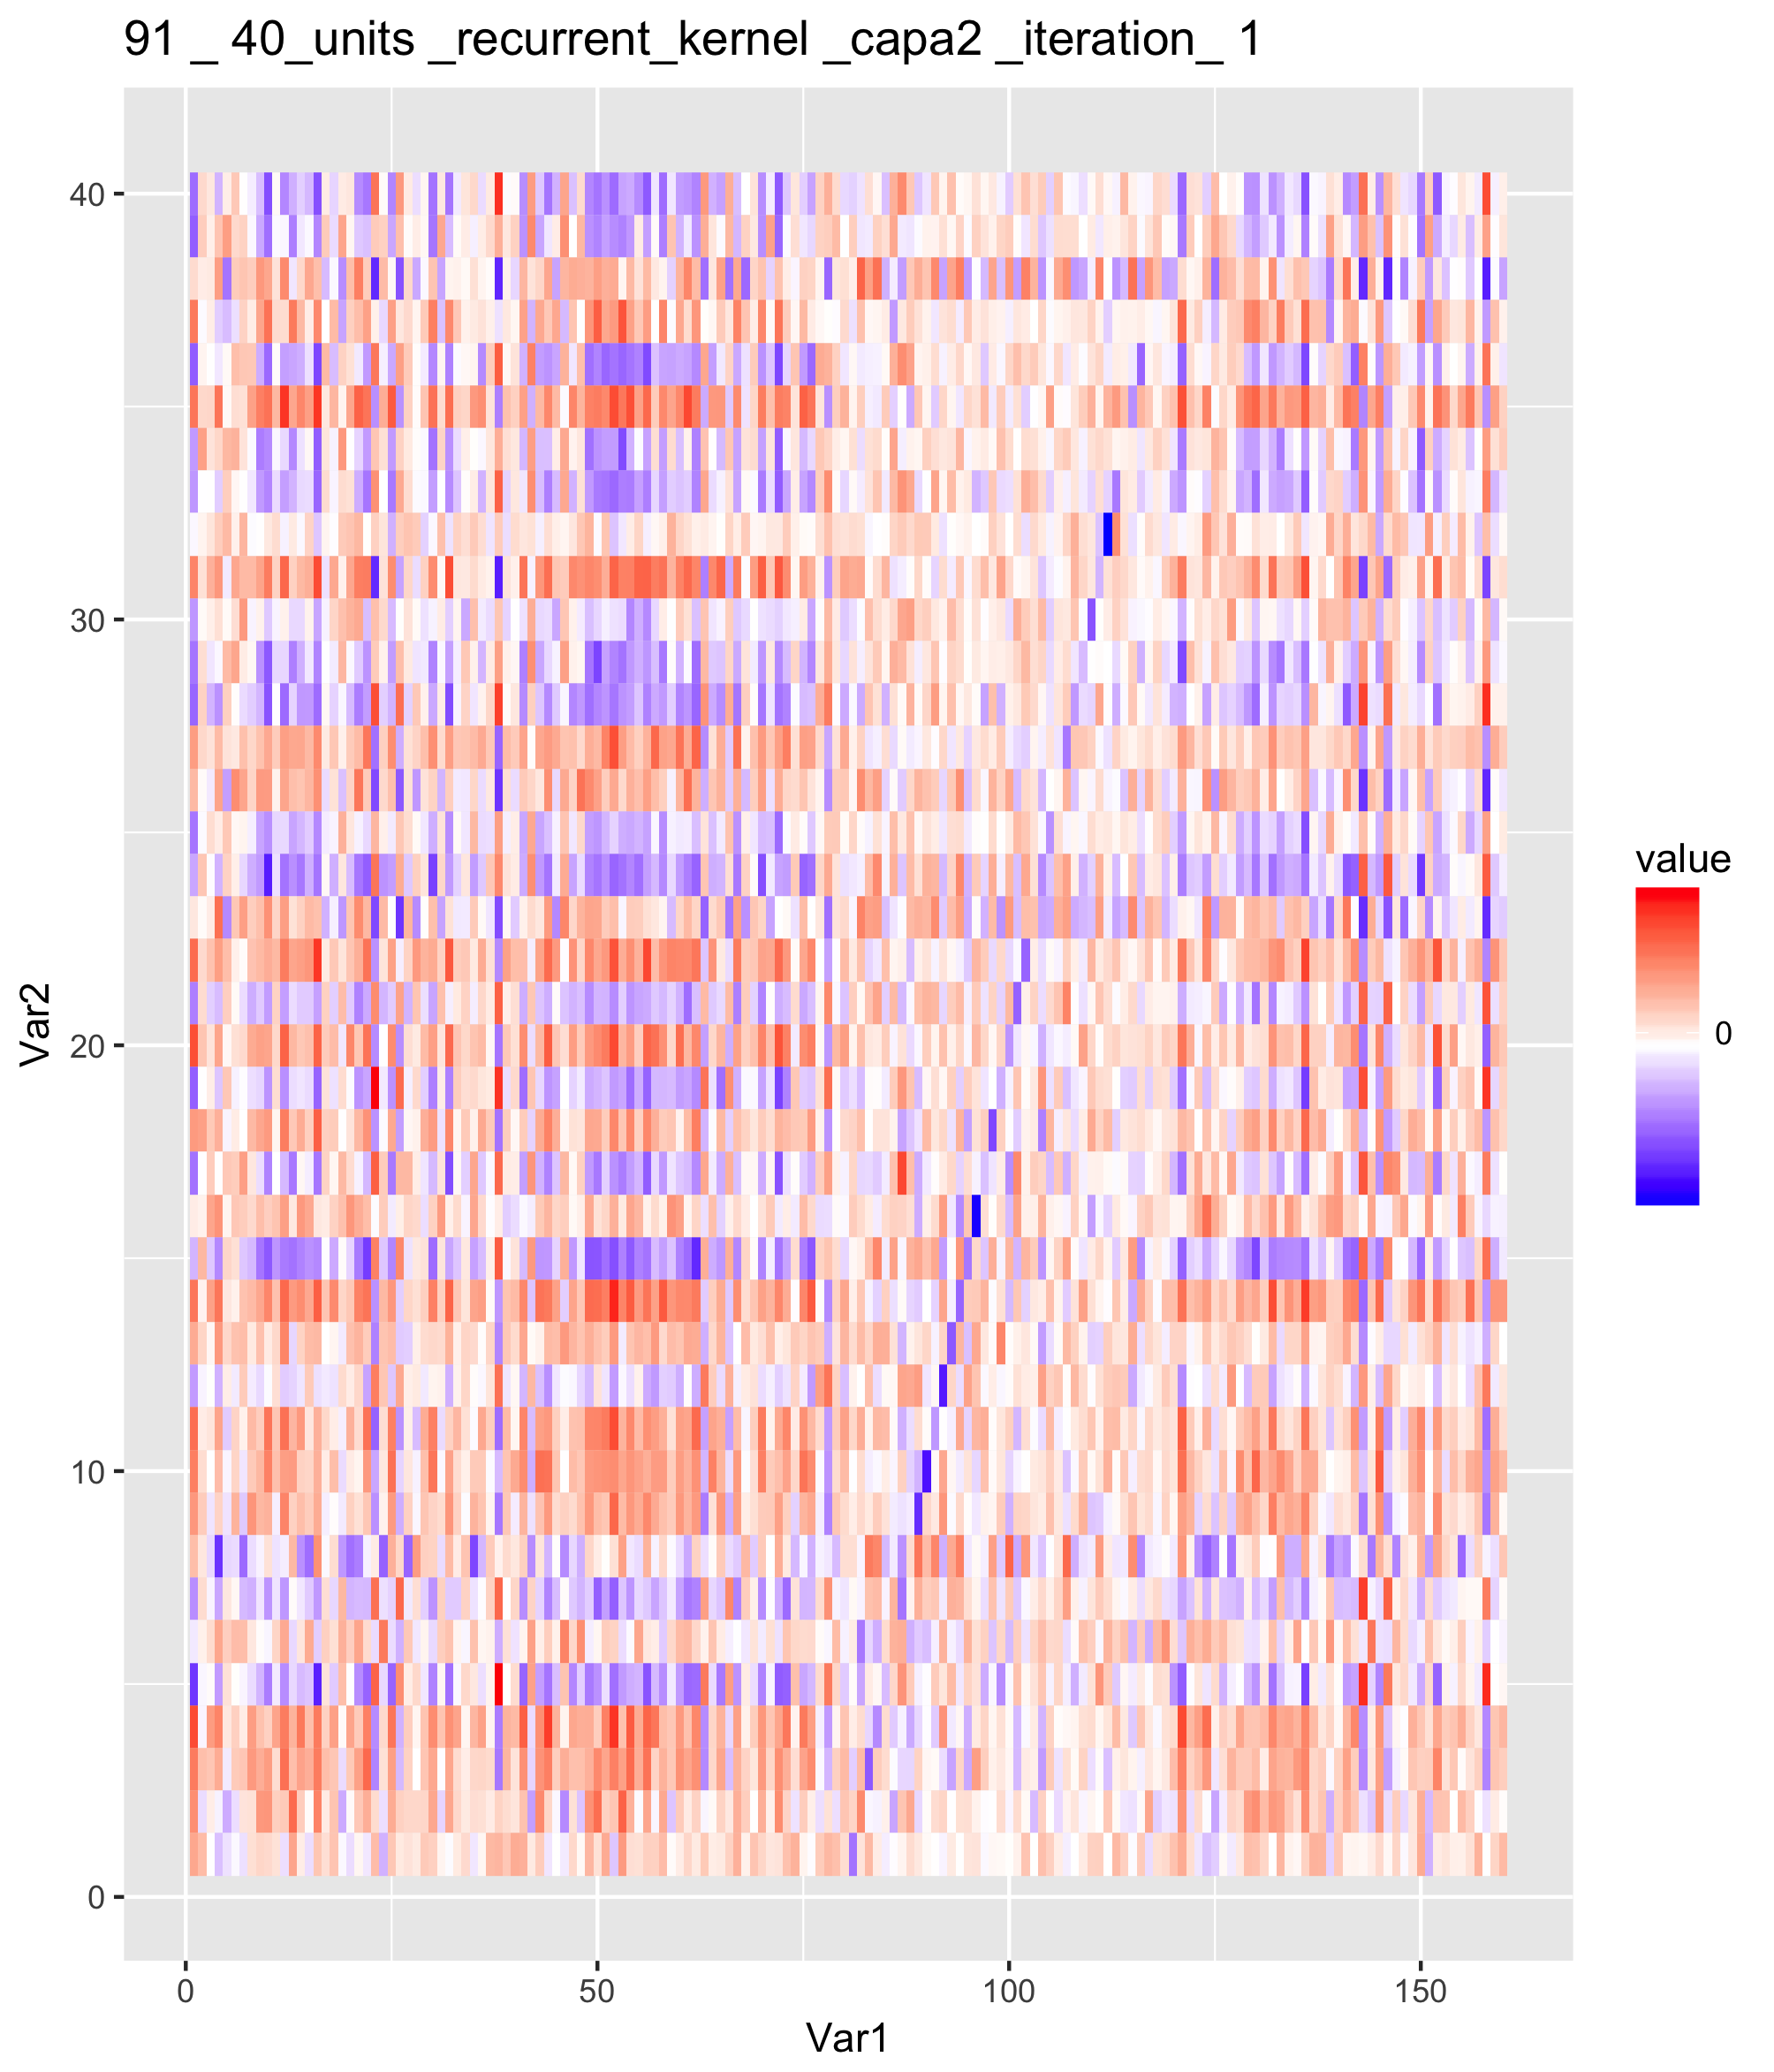 91 _ 40_units _recurrent_kernel _capa2 _iteration_ 1
40
30
20
10
0
Var2
0 50 100 150
Var1
value
0